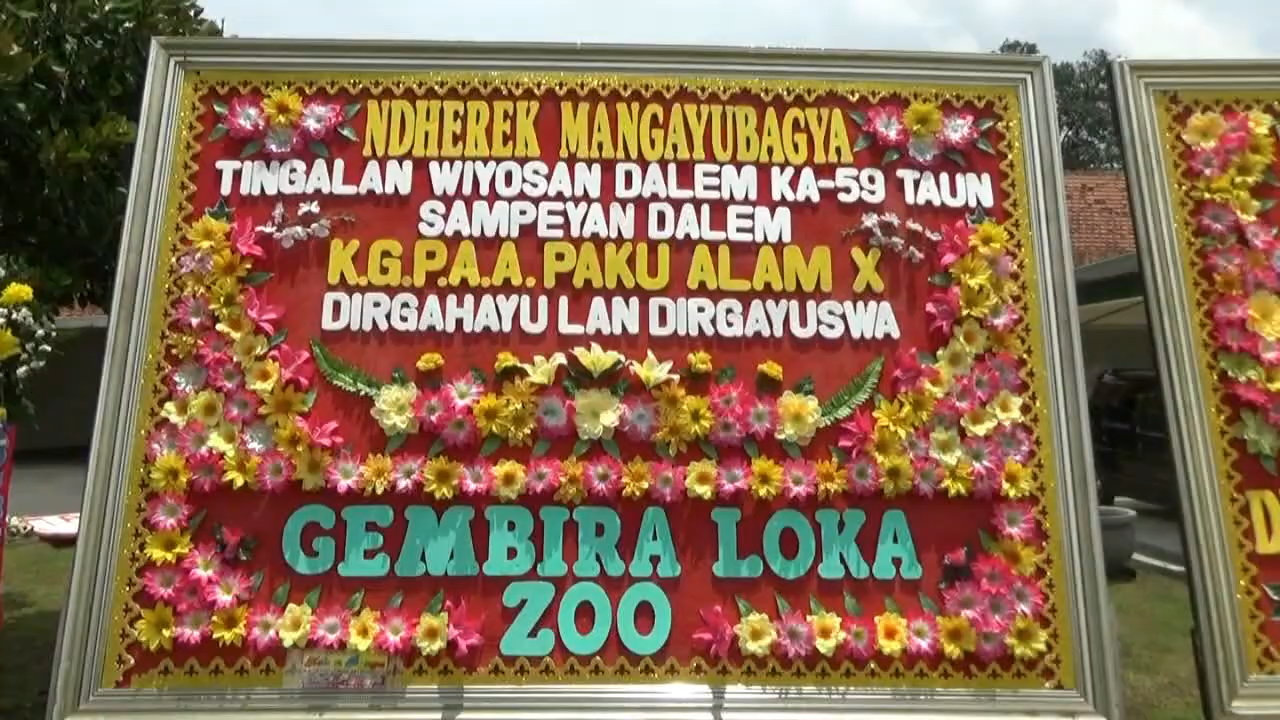 NDHEREK MANGAYUBAGYA
TINGALAN WIYOSAN DALEM KA-59 TAUN
SAMPEYAN DALEM
K.G.P.A.A. PAKU ALAM X
DIRGAHAYU LAN DIRGAYUSWA
GEMBIRA LOKA
ZOO